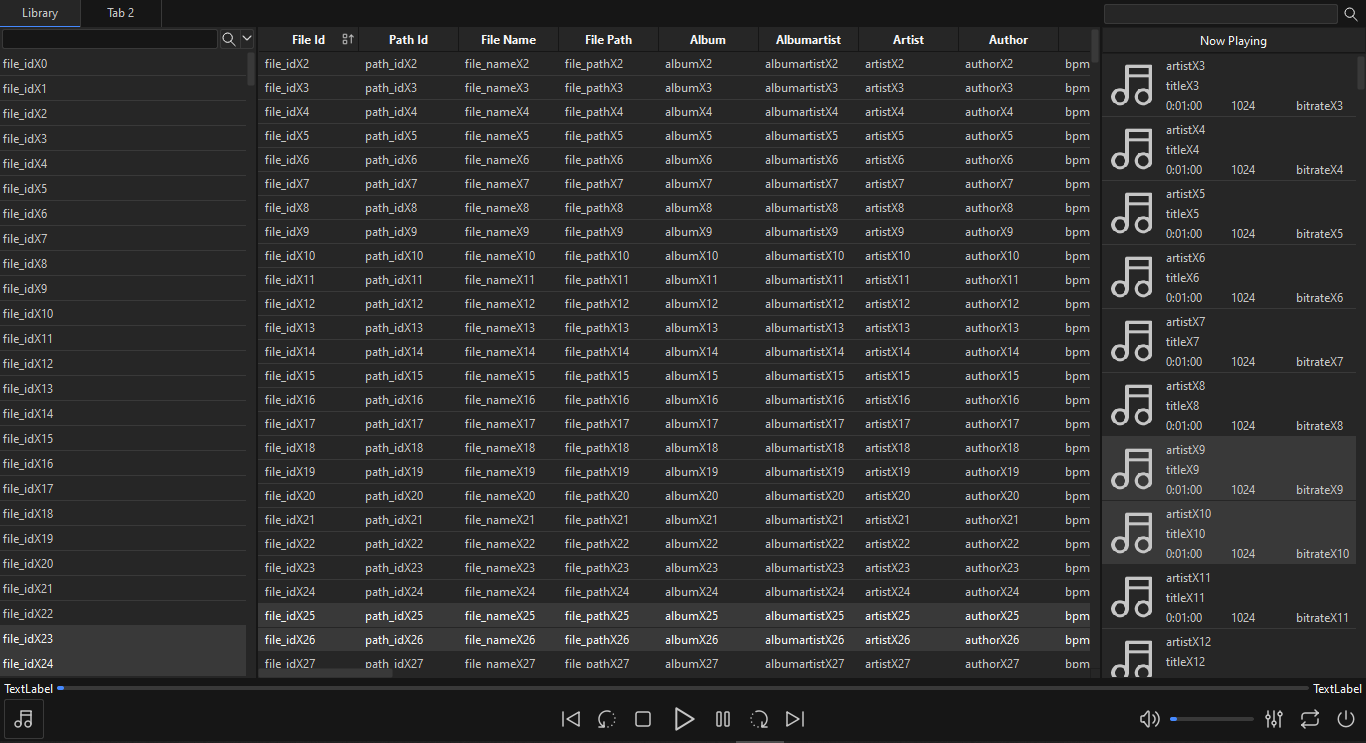 Library Tab 2
Now Playing
file_idX0
file_idX1
file_idX2
file_idX3
file_idX4
file_idX5
file_idX6
file_idX7
file_idX8
file_idX9
file_idX10
file_idX11
file_idX12
file_idX13
file_idX14
file_idX15
file_idX16
file_idX17
file_idX18
file_idX19
file_idX20
file_idX21
file_idX22
file_idX23
file_idX24
File Id Path Id File Name File Path Album Albumartist Artist Author
file_idX2 path_idX2 file_nameX2 file_pathX2 albumX2 albumartistX2 artistX2 authorX2 bpm
file_idX3 path_idX3 file_nameX3 file_pathX3 albumX3 albumartistX3 artistX3 authorX3 bpm
file_idX4 path_idX4 file_nameX4 file_pathX4 albumX4 albumartistX4 artistX4 authorX4 bpm
file_idX5 path_idX5 file_nameX5 file_pathX5 albumX5 albumartistX5 artistX5 authorX5 bpm
file_idX6 path_idX6 file_nameX6 file_pathX6 albumX6 albumartistX6 artistX6 authorX6 bpm
file_idX7 path_idX7 file_nameX7 file_pathX7 albumX7 albumartistX7 artistX7 authorX7 bpm
file_idX8 path_idX8 file_nameX8 file_pathX8 albumX8 albumartistX8 artistX8 authorX8 bpm
file_idX9 path_idX9 file_nameX9 file_pathX9 albumX9 albumartistX9 artistX9 authorX9 bpm
file_idX10 path_idX10 file_nameX10 file_pathX10 albumX10 albumartistX10 artistX10 authorX10 bpm
file_idX11 path_idX11 file_nameX11 file_pathX11 albumX11 albumartistX11 artistX11 authorX11 bpm
file_idX12 path_idX12 file_nameX12 file_pathX12 albumX12 albumartistX12 artistX12 authorX12 bpm
file_idX13 path_idX13 file_nameX13 file_pathX13 albumX13 albumartistX13 artistX13 authorX13 bpm
file_idX14 path_idX14 file_nameX14 file_pathX14 albumX14 albumartistX14 artistX14 authorX14 bpm
file_idX15 path_idX15 file_nameX15 file_pathX15 albumX15 albumartistX15 artistX15 authorX15 bpm
file_idX16 path_idX16 file_nameX16 file_pathX16 albumX16 albumartistX16 artistX16 authorX16 bpm
file_idX17 path_idX17 file_nameX17 file_pathX17 albumX17 albumartistX17 artistX17 authorX17 bpm
file_idX18 path_idX18 file_nameX18 file_pathX18 albumX18 albumartistX18 artistX18 authorX18 bpm
file_idX19 path_idX19 file_nameX19 file_pathX19 albumX19 albumartistX19 artistX19 authorX19 bpm
file_idX20 path_idX20 file_nameX20 file_pathX20 albumX20 albumartistX20 artistX20 authorX20 bpm
file_idX21 path_idX21 file_nameX21 file_pathX21 albumX21 albumartistX21 artistX21 authorX21 bpm
file_idX22 path_idX22 file_nameX22 file_pathX22 albumX22 albumartistX22 artistX22 authorX22 bpm
file_idX23 path_idX23 file_nameX23 file_pathX23 albumX23 albumartistX23 artistX23 authorX23 bpm
file_idX24 path_idX24 file_nameX24 file_pathX24 albumX24 albumartistX24 artistX24 authorX24 bpm
file_idX25 path_idX25 file_nameX25 file_pathX25 albumX25 albumartistX25 artistX25 authorX25 bpm
file_idX26 path_idX26 file_nameX26 file_pathX26 albumX26 albumartistX26 artistX26 authorX26 bpm
file_idX27 path_idX27 file_nameX27 file_pathX27 albumX27 albumartistX27 artistX27 authorX27 bpm
artistX3
titleX3
0:01:00 1024 bitrateX3
artistX4
titleX4
0:01:00 1024 bitrateX4
artistX5
titleX5
0:01:00 1024 bitrateX5
artistX6
titleX6
0:01:00 1024 bitrateX6
artistX7
titleX7
0:01:00 1024 bitrateX7
artistX8
titleX8
0:01:00 1024 bitrateX8
artistX9
titleX9
0:01:00 1024 bitrateX9
artistX10
titleX10
0:01:00 1024 bitrateX10
artistX11
titleX11
0:01:00 1024 bitrateX11
artistX12
titleX12
TextLabel TextLabel